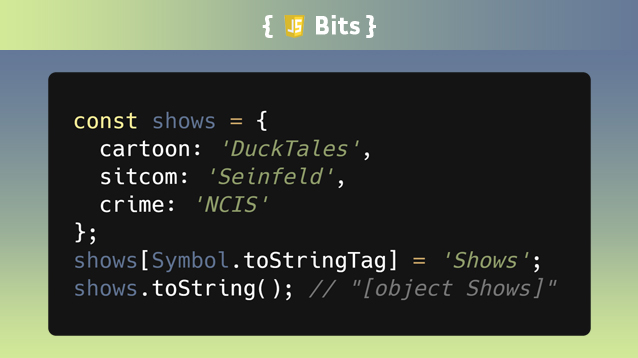 { JS Bits }
const shows = {
  cartoon: 'DuckTales',
  sitcom: 'Seinfeld',
  crime: 'NCIS'
};
shows[Symbol.toStringTag] = 'Shows';
shows.toString(); // "[object Shows]"